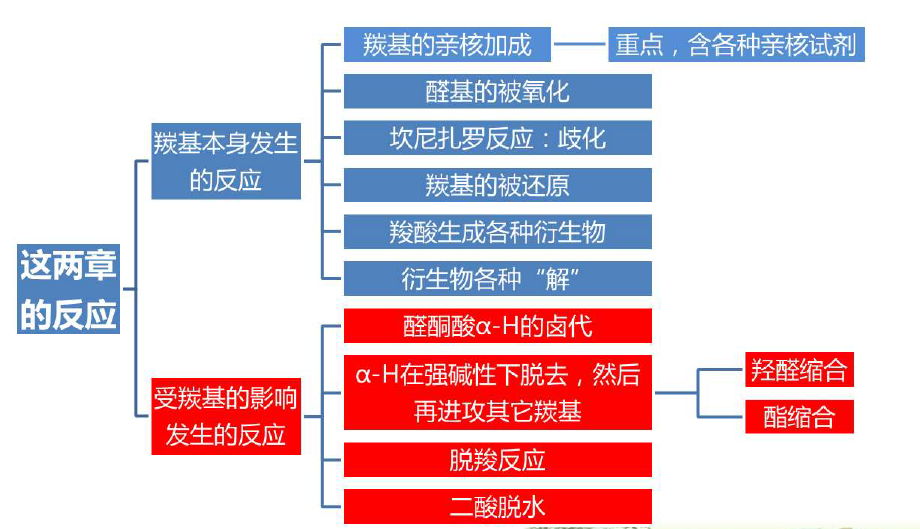 这两章
的反应
羰基本身发生
的反应
羰基的亲核加成
重点，含各种亲核试剂
醛基的被氧化
坎尼扎罗反应：歧化
羰基的被还原
羧酸生成各种衍生物
衍生物各种“解”
受羰基的影响
发生的反应
醛酮酸α-H的卤代
α-H在强碱性下脱去，然后
再进攻其它羰基
羟醛缩合
酯缩合
脱羧反应
二酸脱水